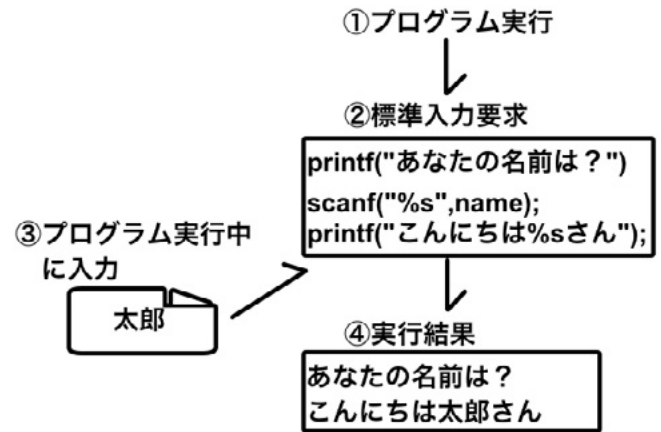 ①プログラム実行
②標準入力要求
printf("あなたの名前は？")
scanf("%s",name);
printf("こんにちは%sさん");
③プログラム実行中
に入力
太郎
④実行結果
あなたの名前は？
こんにちは太郎さん